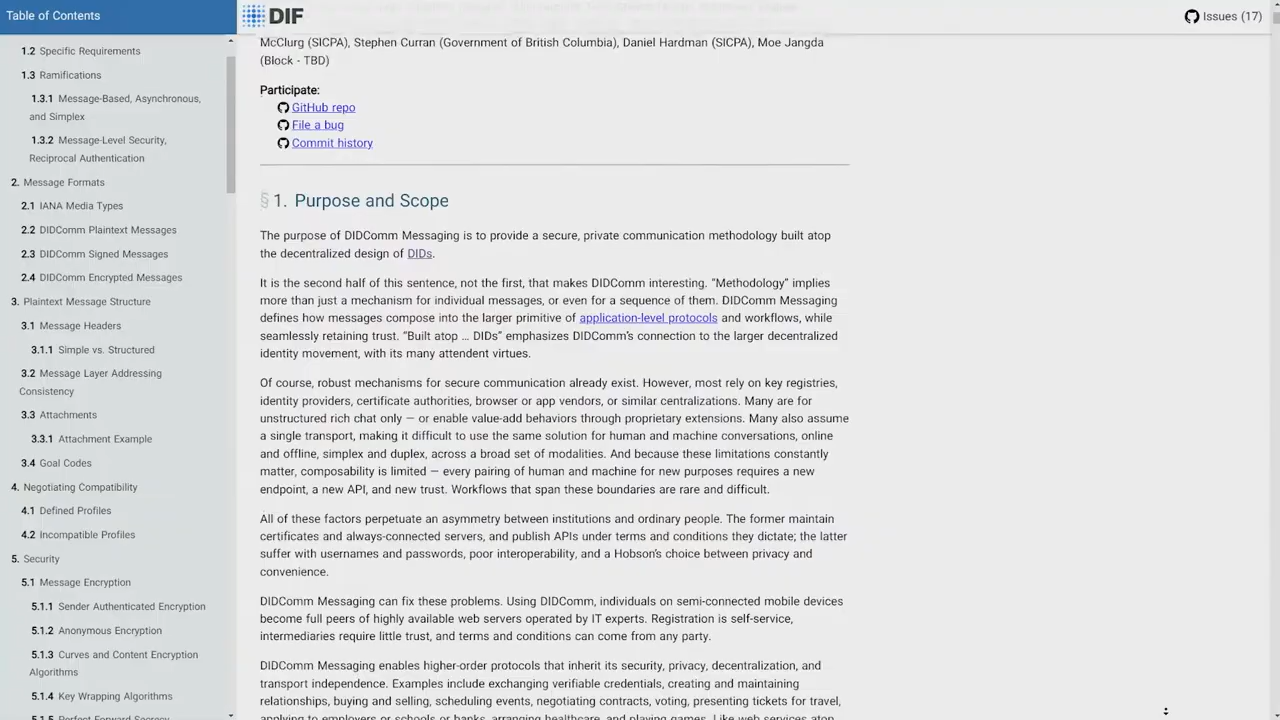 Table of Contents
DIF
Issues (17)
1.2 Specific Requirements
1.3 Ramifications
1.3.1 Message-Based, Asynchronous,
and Simplex
1.3.2 Message-Level Security,
Reciprocal Authentication
2. Message Formats
2.1 IANA Media Types
2.2 DIDComm Plaintext Messages
2.3 DIDComm Signed Messages
2.4 DIDComm Encrypted Messages
3. Plaintext Message Structure
3.1 Message Headers
3.1.1 Simple vs. Structured
3.2 Message Layer Addressing
Consistency
3.3 Attachments
3.3.1 Attachment Example
3.4 Goal Codes
4. Negotiating Compatibility
4.1 Defined Profiles
4.2 Incompatible Profiles
5. Security
5.1 Message Encryption
5.1.1 Sender Authenticated Encryption
5.1.2 Anonymous Encryption
5.1.3 Curves and Content Encryption
Algorithms
5.1.4 Key Wrapping Algorithms
5.1.5 Perfect Forward Secrecy
McClurg (SICPA), Stephen Curran (Government of British Columbia), Daniel Hardman (SICPA), Moe Jangda
(Block - TBD)
Participate:
GitHub repo
File a bug
Commit history
§ 1. Purpose and Scope
The purpose of DIDComm Messaging is to provide a secure, private communication methodology built atop
the decentralized design of DIDs.
It is the second half of this sentence, not the first, that makes DIDComm interesting. “Methodology” implies
more than just a mechanism for individual messages, or even for a sequence of them. DIDComm Messaging
defines how messages compose into the larger primitive of application-level protocols and workflows, while
seamlessly retaining trust. “Built atop … DIDs” emphasizes DIDComm’s connection to the larger decentralized
identity movement, with its many attendent virtues.
Of course, robust mechanisms for secure communication already exist. However, most rely on key registries,
identity providers, certificate authorities, browser or app vendors, or similar centralizations. Many are for
unstructured rich chat only — or enable value-add behaviors through proprietary extensions. Many also assume
a single transport, making it difficult to use the same solution for human and machine conversations, online
and offline, simplex and duplex, across a broad set of modalities. And because these limitations constantly
matter, composability is limited — every pairing of human and machine for new purposes requires a new
endpoint, a new API, and new trust. Workflows that span these boundaries are rare and difficult.
All of these factors perpetuate an asymmetry between institutions and ordinary people. The former maintain
certificates and always-connected servers, and publish APIs under terms and conditions they dictate; the latter
suffer with usernames and passwords, poor interoperability, and a Hobson’s choice between privacy and
convenience.
DIDComm Messaging can fix these problems. Using DIDComm, individuals on semi-connected mobile devices
become full peers of highly available web servers operated by IT experts. Registration is self-service,
intermediaries require little trust, and terms and conditions can come from any party.
DIDComm Messaging enables higher-order protocols that inherit its security, privacy, decentralization, and
transport independence. Examples include exchanging verifiable credentials, creating and maintaining
relationships, buying and selling, scheduling events, negotiating contracts, voting, presenting tickets for travel,
applying to employers or schools or banks, arranging healthcare, and playing games. Like web services atop